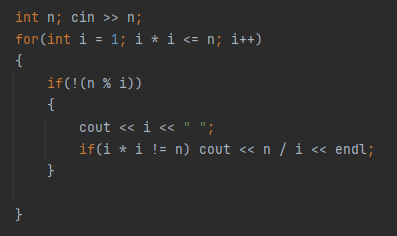 int n; cin >> n;
for(int i = 1; i * i <= n; i++)
{
    if(!(n % i))
    {
        cout << i << " ";
        if(i * i != n) cout << n / i << endl;
    }
}